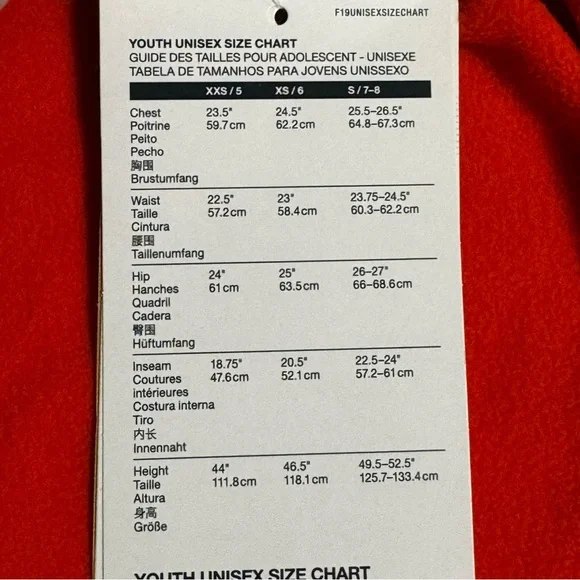 F19UNISEXSIZECHART
YOUTH UNISEX SIZE CHART
GUIDE DES TAILLES POUR ADOLESCENT - UNISEXE
TABELA DE TAMANHOS PARA JOVENS UNISSEXO
XXS / 5 XS / 6 S / 7–8
Chest 23.5" 24.5" 25.5–26.5"
Poitrine 59.7 cm 62.2 cm 64.8–67.3 cm
Peito
Pecho
胸围
Brustumfang
Waist 22.5" 23" 23.75–24.5"
Taille 57.2 cm 58.4 cm 60.3–62.2 cm
Cintura
腰围
Taillenumfang
Hip 24" 25" 26–27"
Hanches 61 cm 63.5 cm 66–68.6 cm
Quadril
Cadera
臀围
Hüftumfang
Inseam 18.75" 20.5" 22.5–24"
Coutures 47.6 cm 52.1 cm 57.2–61 cm
intérieures
Costura interna
Tiro
内长
Innennaht
Height 44" 46.5" 49.5–52.5"
Taille 111.8 cm 118.1 cm 125.7–133.4 cm
Altura
身高
Größe
YOUTH UNISEX SIZE CHART